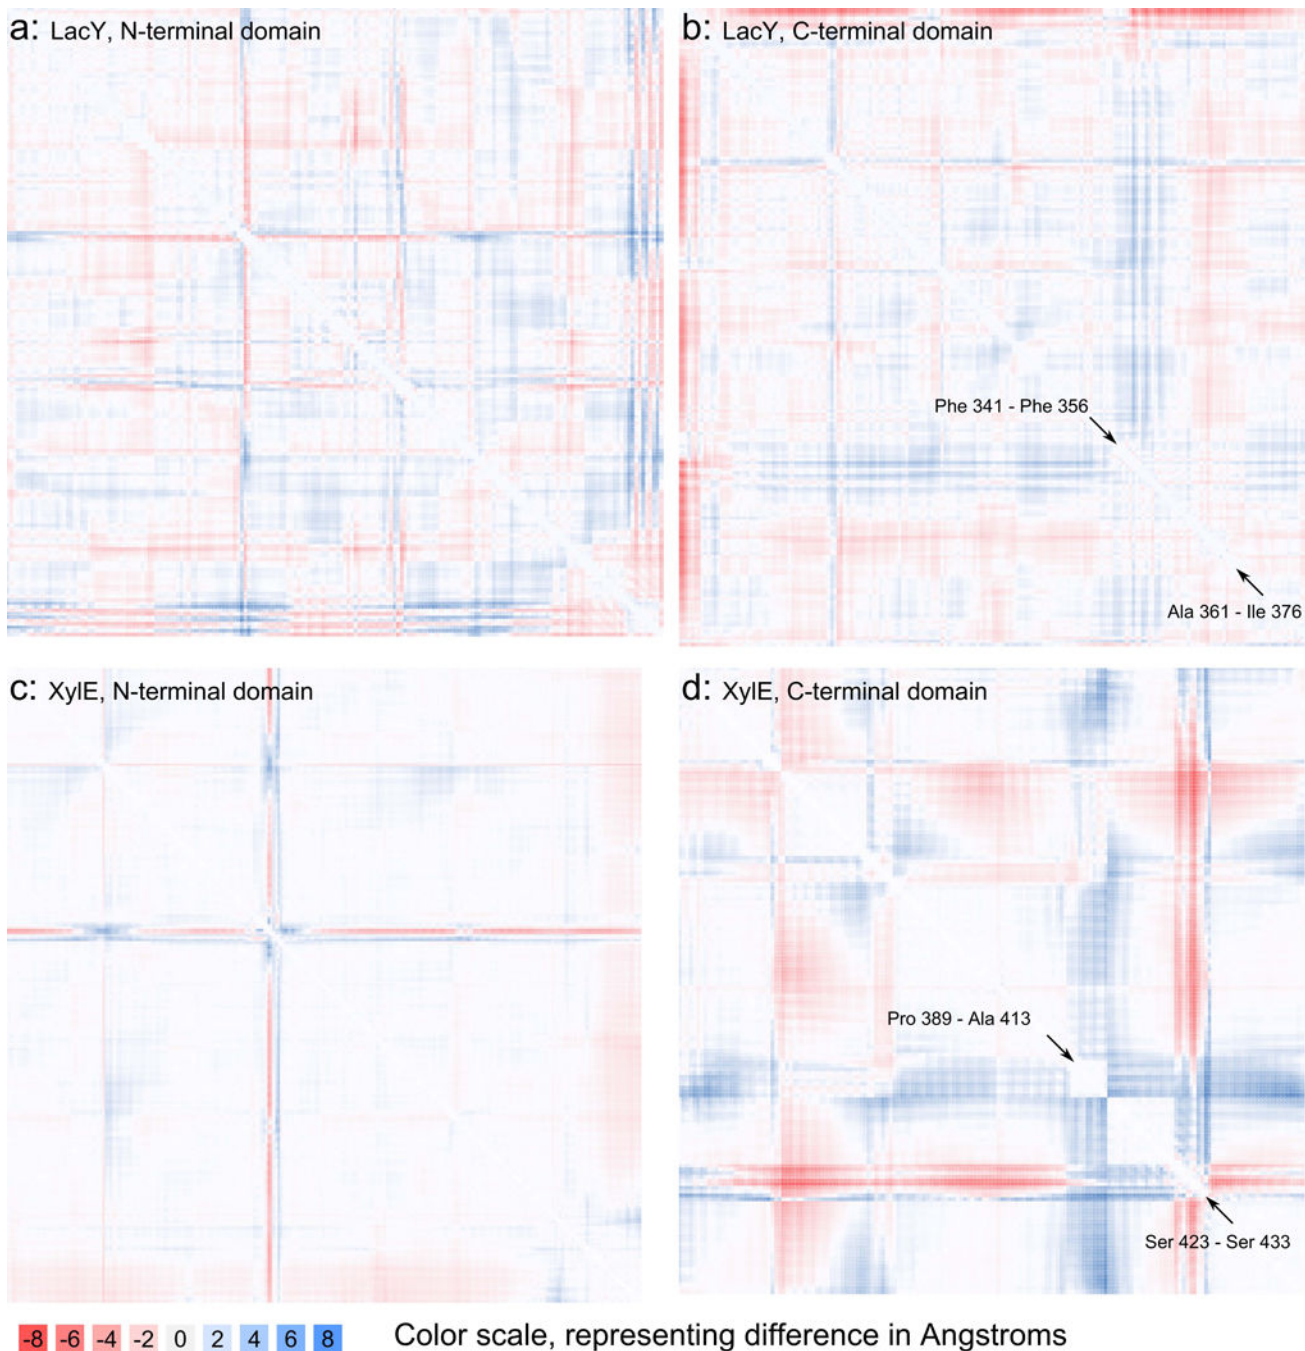 a: LacY, N-terminal domain
b: LacY, C-terminal domain
Phe 341 - Phe 356
Ala 361 - Ile 376
c: XylE, N-terminal domain
d: XylE, C-terminal domain
Pro 389 - Ala 413
Ser 423 - Ser 433
-8 -6 -4 -2 0 2 4 6 8 Color scale, representing difference in Angstroms